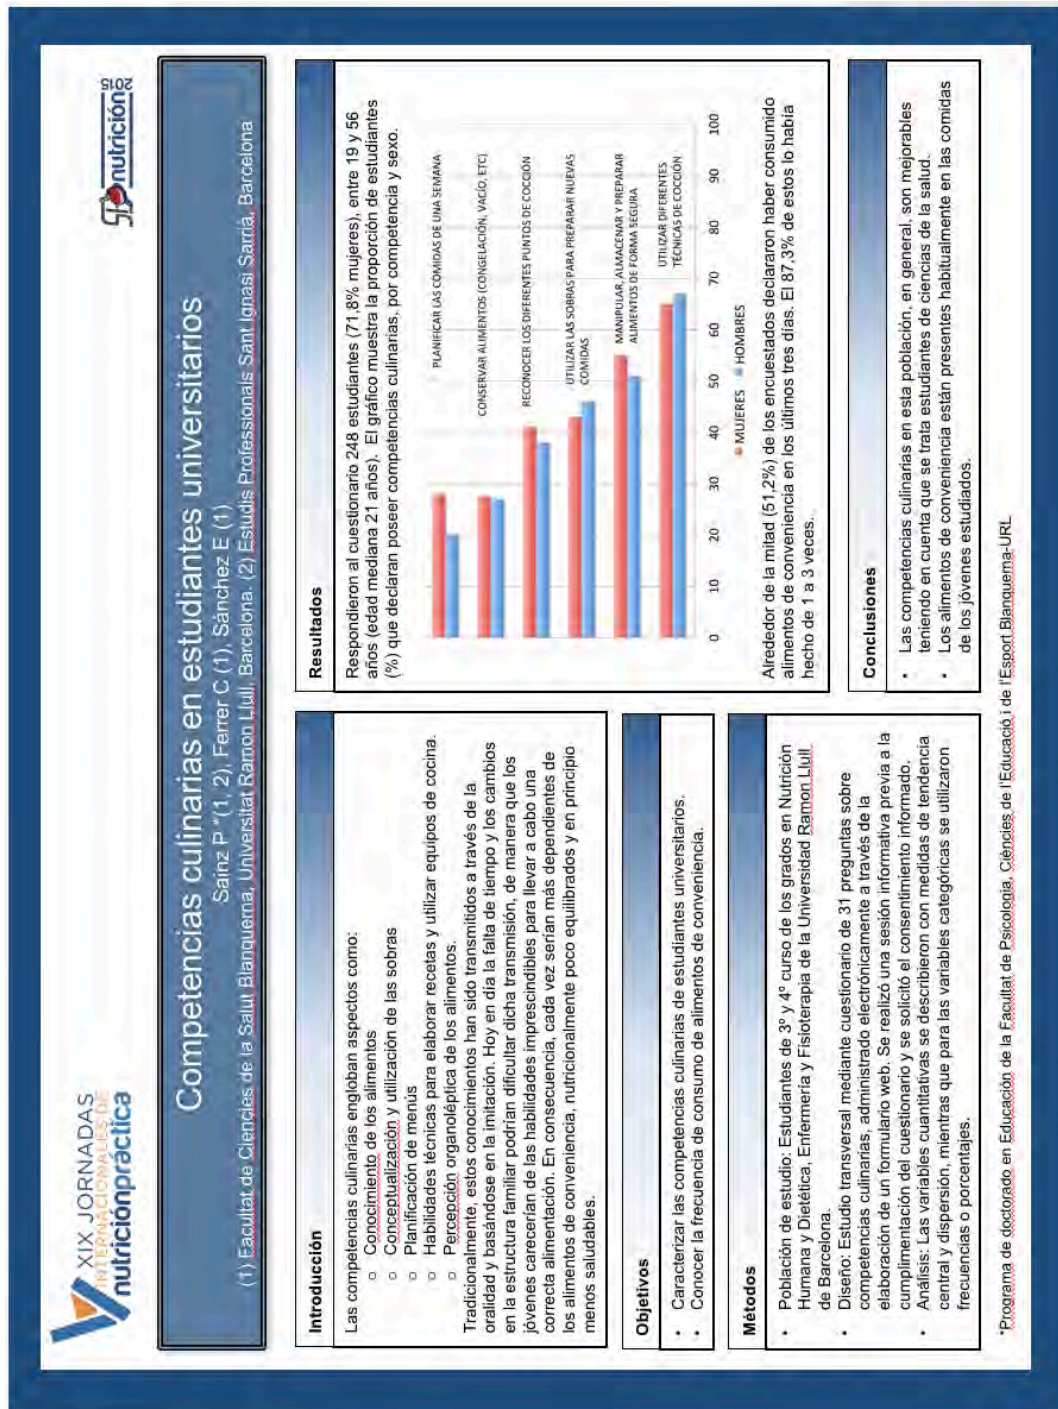 XIX JORNADAS
INTERNACIONALES DE
nutriciónpráctica
nutrición
2015
Competencias culinarias en estudiantes universitarios
Sainz P *(1, 2), Ferrer C (1), Sánchez E (1)
(1) Facultat de Ciencies de la Salut Blanquerna, Universitat Ramon Llull, Barcelona. (2) Estudis Professionals Sant Ignasi Sarrià, Barcelona
Introducción
Las competencias culinarias engloban aspectos como:
○ Conocimiento de los alimentos
○ Conceptualización y utilización de las sobras
○ Planificación de menús
○ Habilidades técnicas para elaborar recetas y utilizar equipos de cocina.
○ Percepción organoléptica de los alimentos.
Tradicionalmente, estos conocimientos han sido transmitidos a través de la
oralidad y basándose en la imitación. Hoy en día la falta de tiempo y los cambios
en la estructura familiar podrían dificultar dicha transmisión, de manera que los
jóvenes carecerían de las habilidades imprescindibles para llevar a cabo una
correcta alimentación. En consecuencia, cada vez serían más dependientes de
los alimentos de conveniencia, nutricionalmente poco equilibrados y en principio
menos saludables.
Objetivos
• Caracterizar las competencias culinarias de estudiantes universitarios.
• Conocer la frecuencia de consumo de alimentos de conveniencia.
Métodos
• Población de estudio: Estudiantes de 3º y 4º curso de los grados en Nutrición
Humana y Dietética, Enfermería y Fisioterapia de la Universidad Ramon Llull
de Barcelona.
• Diseño: Estudio transversal mediante cuestionario de 31 preguntas sobre
competencias culinarias, administrado electrónicamente a través de la
elaboración de un formulario web. Se realizó una sesión informativa previa a la
cumplimentación del cuestionario y se solicitó el consentimiento informado.
• Análisis: Las variables cuantitativas se describieron con medidas de tendencia
central y dispersión, mientras que para las variables categóricas se utilizaron
frecuencias o porcentajes.
Resultados
Respondieron al cuestionario 248 estudiantes (71,8% mujeres), entre 19 y 56
años (edad mediana 21 años). El gráfico muestra la proporción de estudiantes
(%) que declaran poseer competencias culinarias, por competencia y sexo.
PLANIFICAR LAS COMIDAS DE UNA SEMANA
CONSERVAR ALIMENTOS (CONGELACIÓN, VACÍO, ETC)
RECONOCER LOS DIFERENTES PUNTOS DE COCCIÓN
UTILIZAR LAS SOBRAS PARA PREPARAR NUEVAS
COMIDAS
MANIPULAR, ALMACENAR Y PREPARAR
ALIMENTOS DE FORMA SEGURA
UTILIZAR DIFERENTES
TÉCNICAS DE COCCIÓN
0 10 20 30 40 50 60 70 80 90 100
MUJERES HOMBRES
Alrededor de la mitad (51,2%) de los encuestados declararon haber consumido
alimentos de conveniencia en los últimos tres días. El 87,3% de estos lo había
hecho de 1 a 3 veces.
Conclusiones
• Las competencias culinarias en esta población, en general, son mejorables
teniendo en cuenta que se trata estudiantes de ciencias de la salud.
• Los alimentos de conveniencia están presentes habitualmente en las comidas
de los jóvenes estudiados.
*Programa de doctorado en Educación de la Facultat de Psicologia, Ciències de l'Educació i de l'Esport Blanquerna-URL